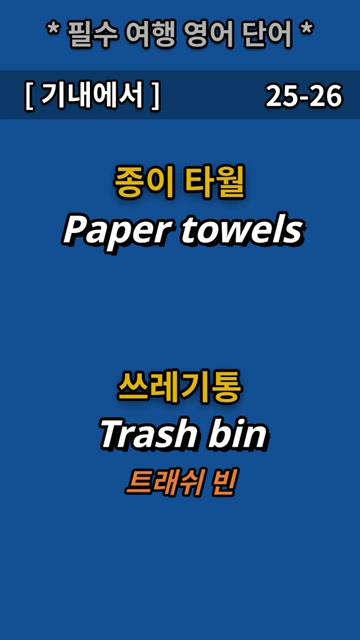 * 필수 여행 영어 단어 *
[ 기내에서 ] 25-26
종이 타월
Paper towels
쓰레기통
Trash bin
트래쉬 빈